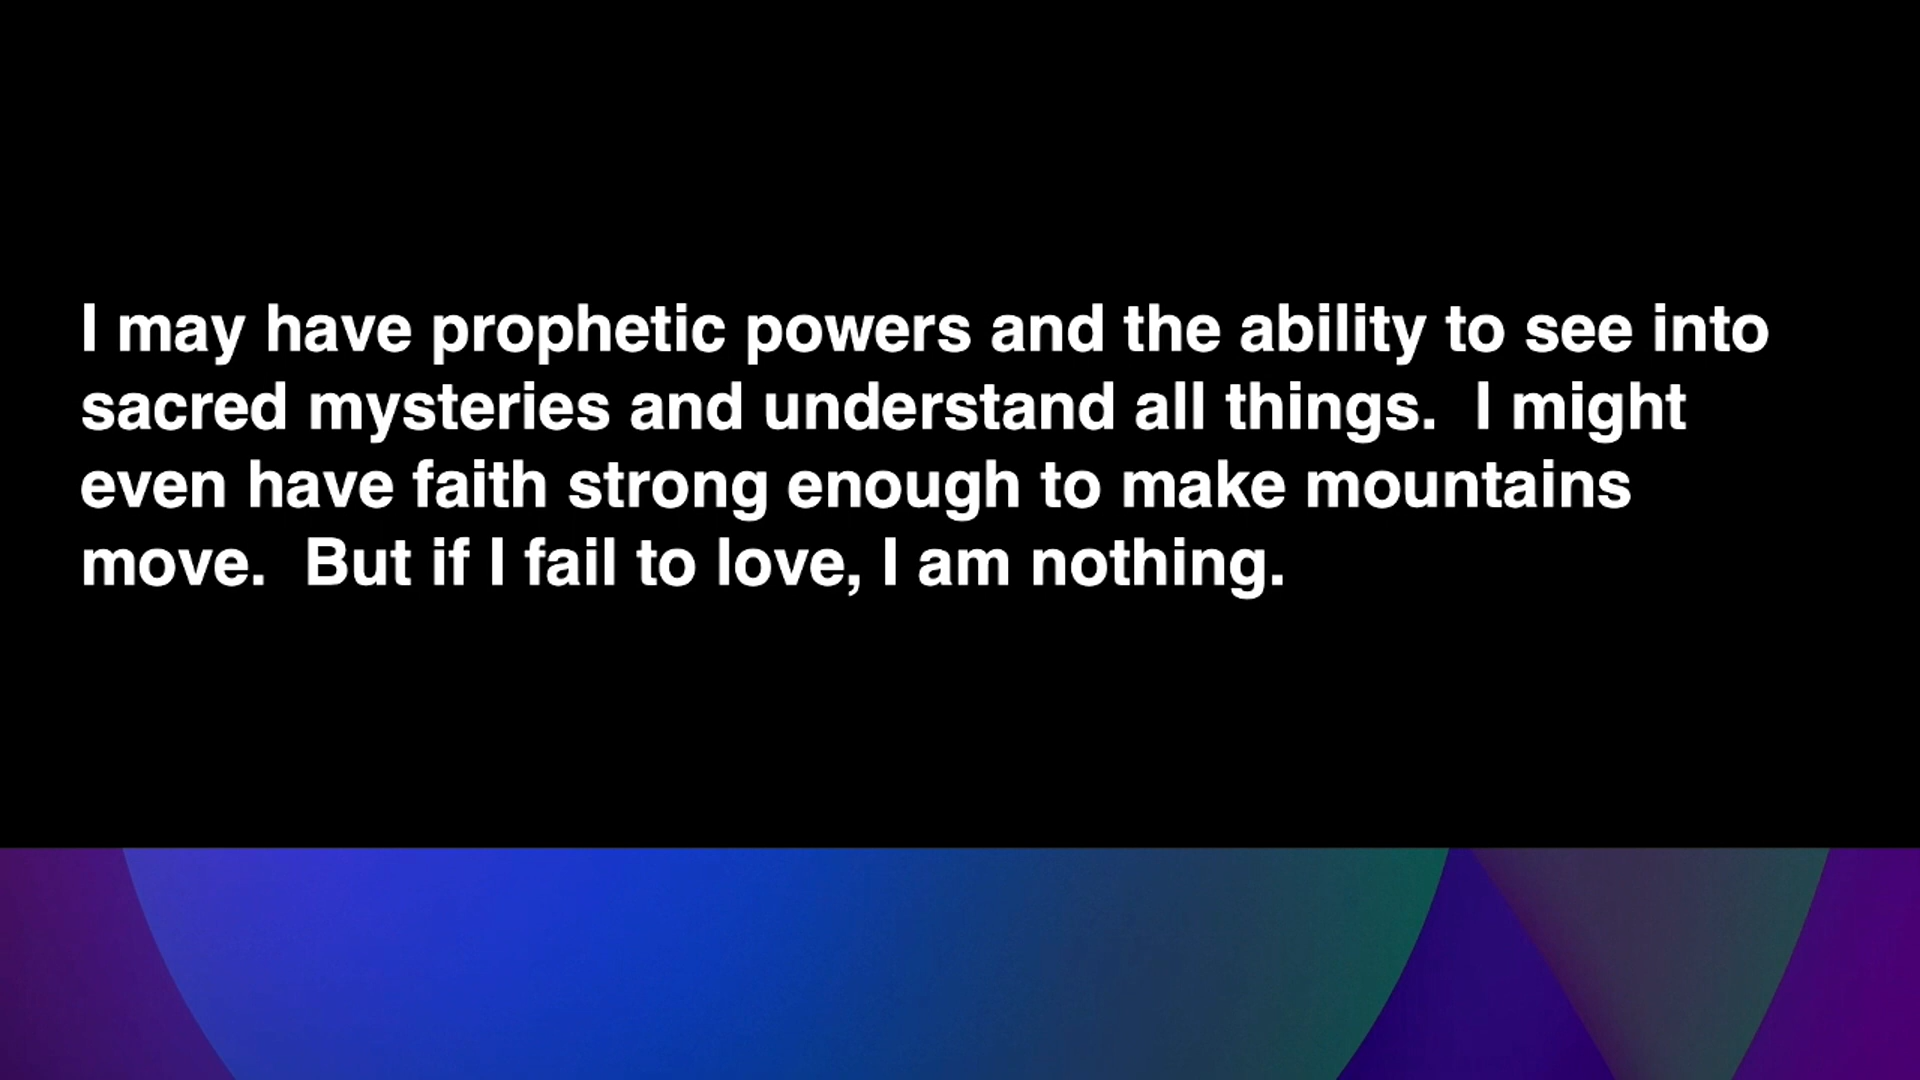 I may have prophetic powers and the ability to see into
sacred mysteries and understand all things.  I might
even have faith strong enough to make mountains
move.  But if I fail to love, I am nothing.